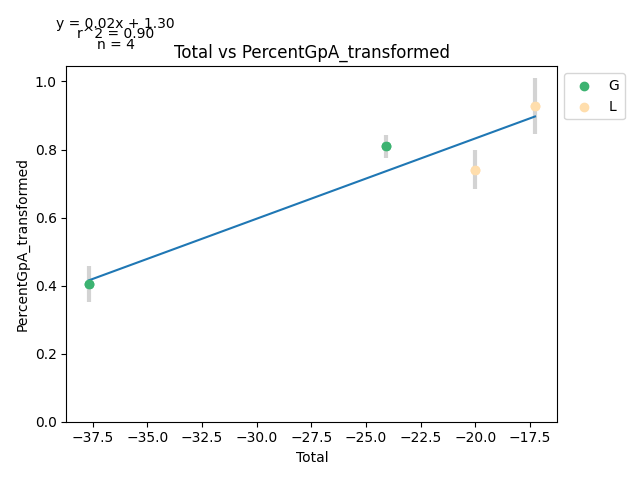 y = 0.02x + 1.30
r^2 = 0.90
n = 4
Total vs PercentGpA_transformed
G
L
PercentGpA_transformed
1.0
0.8
0.6
0.4
0.2
0.0
−37.5 −35.0 −32.5 −30.0 −27.5 −25.0 −22.5 −20.0 −17.5
Total